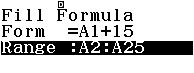 Fill Formula
Form =A1+15
Range :A2:A25